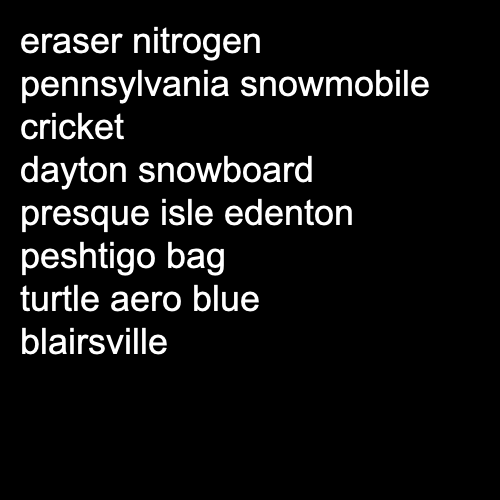 eraser nitrogen
pennsylvania snowmobile
cricket
dayton snowboard
presque isle edenton
peshtigo bag
turtle aero blue
blairsville